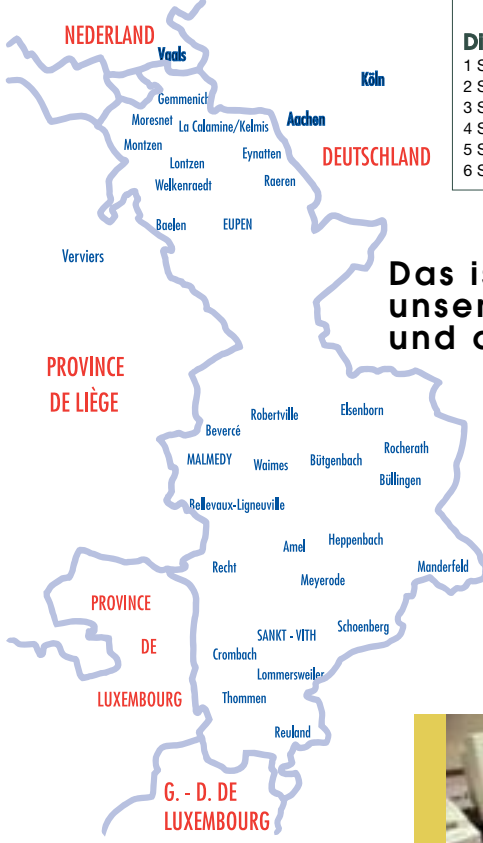 NEDERLAND
Vaals
Köln
Gemmenich
Moresnet
La Calamine/Kelmis
Aachen
Montzen
Eynatten
DEUTSCHLAND
Lontzen
Welkenraedt
Raeren
Baelen
EUPEN
Verviers
1 S
2 S
3 S
4 S
5 S
6 S
Das
und
PROVINCE
DE LIÈGE
Robertville
Elsenborn
Bevercé
Rocherath
MALMEDY
Waimes
Bütgenbach
Büllingen
Bellevaux-Ligneuville
Amel
Heppenbach
Recht
Meyerode
Manderfeld
PROVINCE
DE
LUXEMBOURG
Schoenberg
SANKT - VITH
Crombach
Lommersweiler
Thommen
Reuland
G. - D. DE
LUXEMBOURG